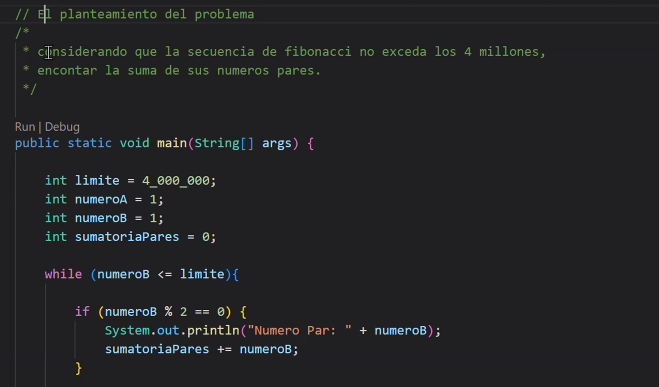 // El planteamiento del problema
/*
* considerando que la secuencia de fibonacci no exceda los 4 millones,
* encontar la suma de sus numeros pares.
*/
Run | Debug
public static void main(String[] args) {
int limite = 4_000_000;
int numeroA = 1;
int numeroB = 1;
int sumatoriaPares = 0;
while (numeroB <= limite){
if (numeroB % 2 == 0) {
System.out.println("Numero Par: " + numeroB);
sumatoriaPares += numeroB;
}